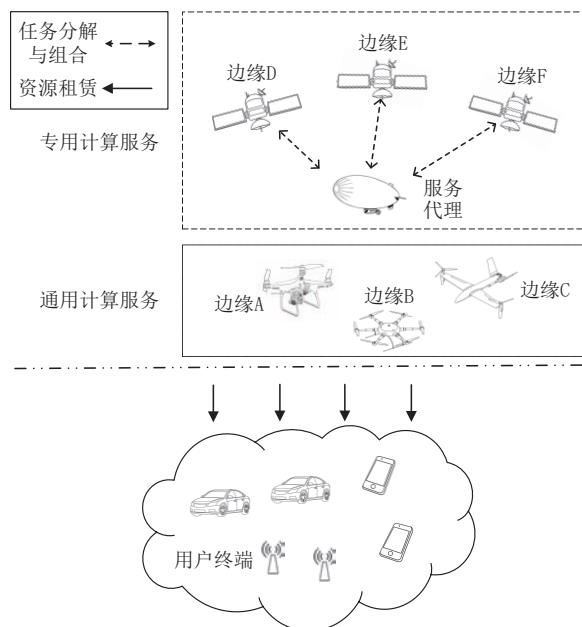 任务分解
与组合
资源租赁
边缘D
边缘E
边缘F
专用计算服务
服务
代理
通用计算服务
边缘A
边缘B
边缘C
用户终端